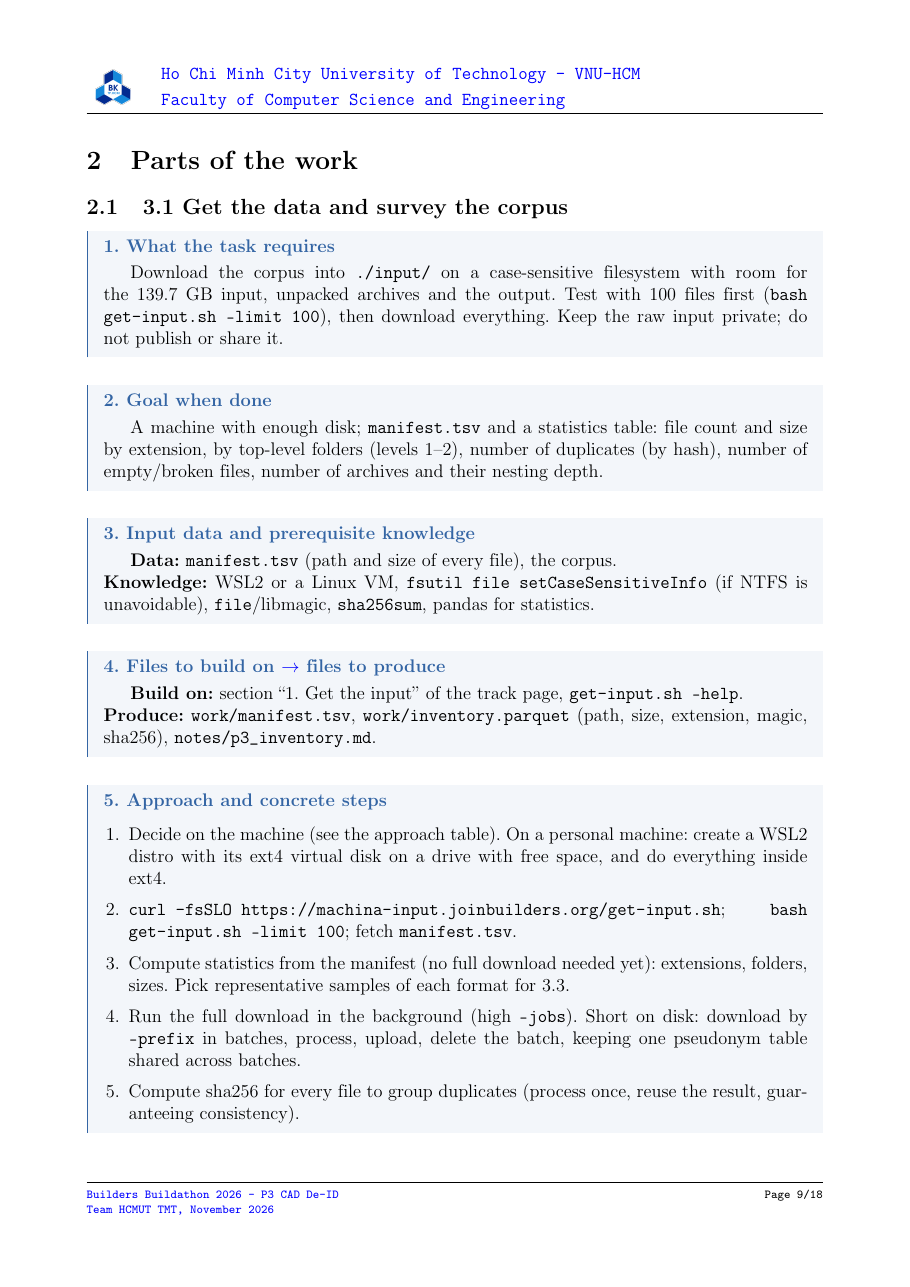 BK
Ho Chi Minh City University of Technology - VNU-HCM
Faculty of Computer Science and Engineering
2 Parts of the work
2.1 3.1 Get the data and survey the corpus
1. What the task requires
Download the corpus into ./input/ on a case-sensitive filesystem with room for
the 139.7 GB input, unpacked archives and the output. Test with 100 files first (bash
get-input.sh -limit 100), then download everything. Keep the raw input private; do
not publish or share it.
2. Goal when done
A machine with enough disk; manifest.tsv and a statistics table: file count and size
by extension, by top-level folders (levels 1–2), number of duplicates (by hash), number of
empty/broken files, number of archives and their nesting depth.
3. Input data and prerequisite knowledge
Data: manifest.tsv (path and size of every file), the corpus.
Knowledge: WSL2 or a Linux VM, fsutil file setCaseSensitiveInfo (if NTFS is
unavoidable), file/libmagic, sha256sum, pandas for statistics.
4. Files to build on → files to produce
Build on: section “1. Get the input” of the track page, get-input.sh -help.
Produce: work/manifest.tsv, work/inventory.parquet (path, size, extension, magic,
sha256), notes/p3_inventory.md.
5. Approach and concrete steps
1. Decide on the machine (see the approach table). On a personal machine: create a WSL2
distro with its ext4 virtual disk on a drive with free space, and do everything inside
ext4.
2. curl -fsSLO https://machina-input.joinbuilders.org/get-input.sh; bash
get-input.sh -limit 100; fetch manifest.tsv.
3. Compute statistics from the manifest (no full download needed yet): extensions, folders,
sizes. Pick representative samples of each format for 3.3.
4. Run the full download in the background (high -jobs). Short on disk: download by
-prefix in batches, process, upload, delete the batch, keeping one pseudonym table
shared across batches.
5. Compute sha256 for every file to group duplicates (process once, reuse the result, guar-
anteeing consistency).
Builders Buildathon 2026 - P3 CAD De-ID
Team HCMUT TMT, November 2026
Page 9/18